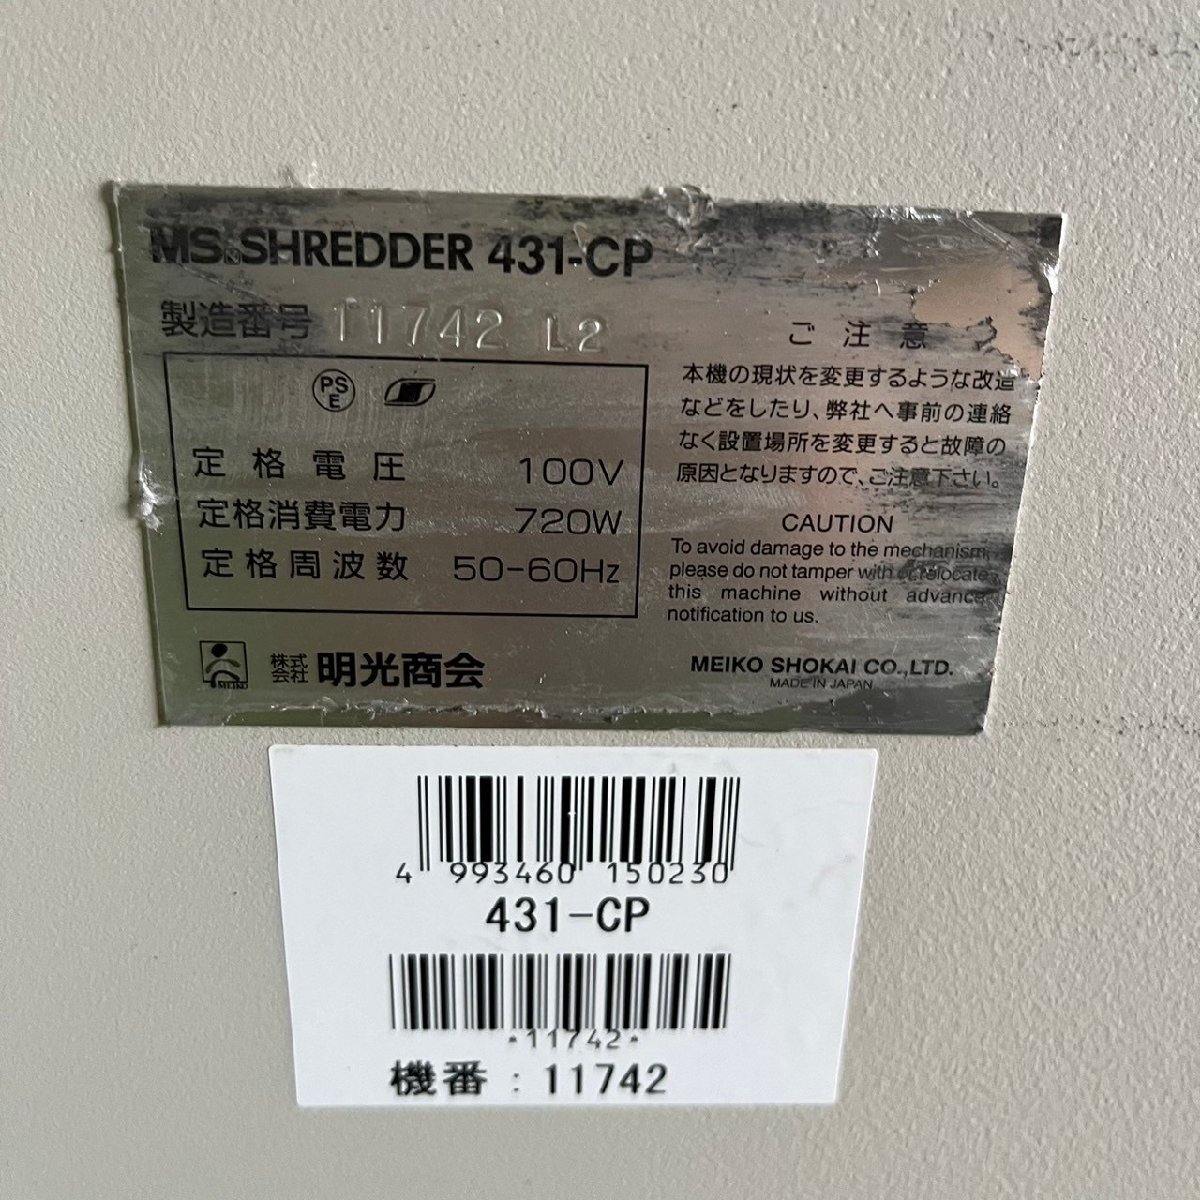 MS SHREDDER 431-CP
製造番号 11742 L2
PS
E
定格電圧 100V
定格消費電力 720W
定格周波数 50-60Hz
株式会社 明光商会
ご注意
本機の現状を変更するような改造
などをしたり、弊社へ事前の連絡
なく設置場所を変更すると故障の
原因となりますので、ご注意下さい。
CAUTION
To avoid damage to the mechanism,
please do not tamper with or relocate
this machine without advance
notification to us.
MEIKO SHOKAI CO.,LTD.
MADE IN JAPAN
4 993460 150230
431-CP
*11742*
機番：11742